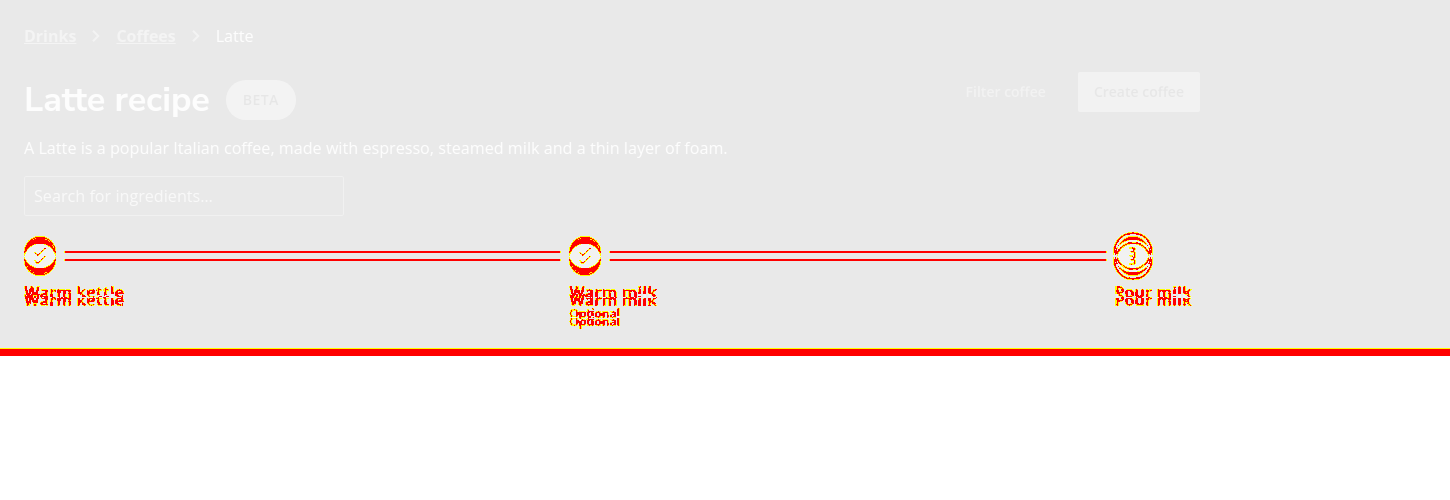 Drinks Coffees Latte
Latte recipe BETA
Filter coffee Create coffee
A Latte is a popular Italian coffee, made with espresso, steamed milk and a thin layer of foam.
Search for ingredients...
Warm kettle Warm milk Pour milk
Optional